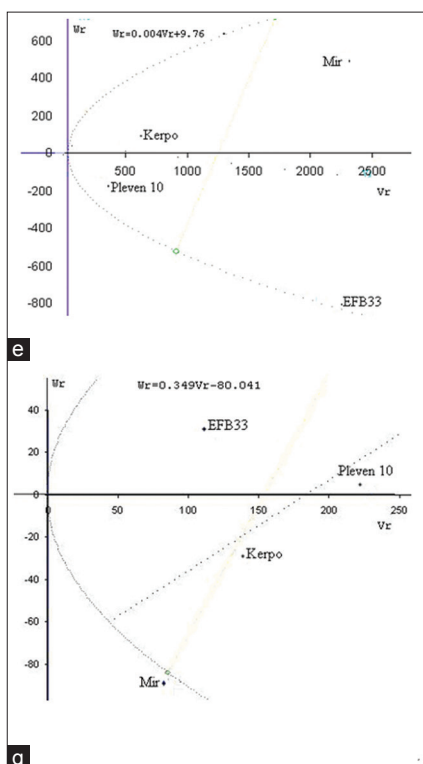 Wr
Wr=0.004Vr+9.76
600
Mir
400
200
Kerpo
0
500 1000 1500 2000 2500
-200
Pleven 10
Vr
-400
-600
-800
EFB33
e
Wr
Wr=0.349Vr-80.041
40
EFB33
20
Pleven 10
0
0 50 100 150 200 250
Vr
-20
Kerpo
-40
-60
-80
Mir
g